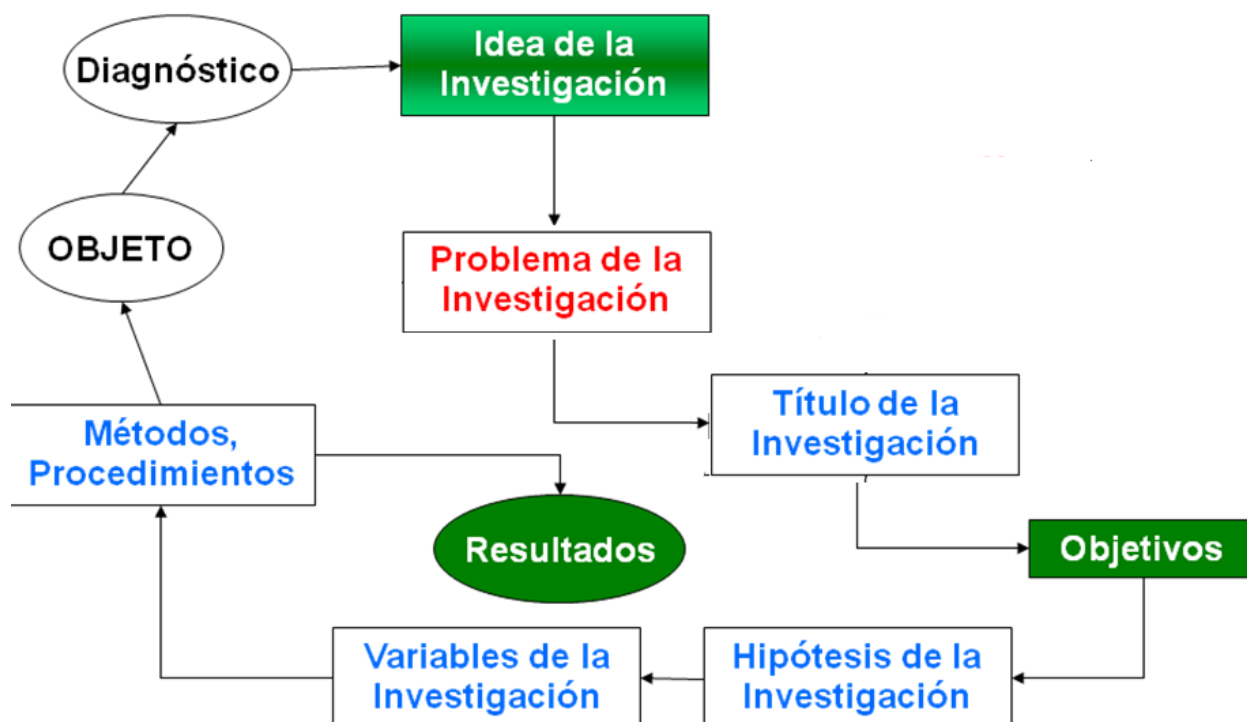 Idea de la
Investigación
Diagnóstico
OBJETO
Problema de la
Investigación
Título de la
Investigación
Métodos,
Procedimientos
Resultados
Objetivos
Variables de la
Investigación
Hipótesis de la
Investigación